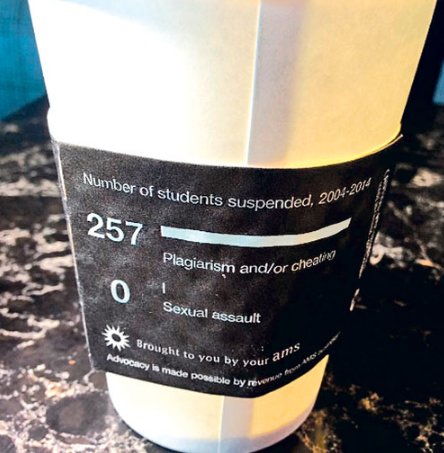 Number of students suspended, 2004-2014
257
Plagiarism and/or cheating
0
Sexual assault
Brought to you by your ams
Advocacy is made possible by revenue from AMS